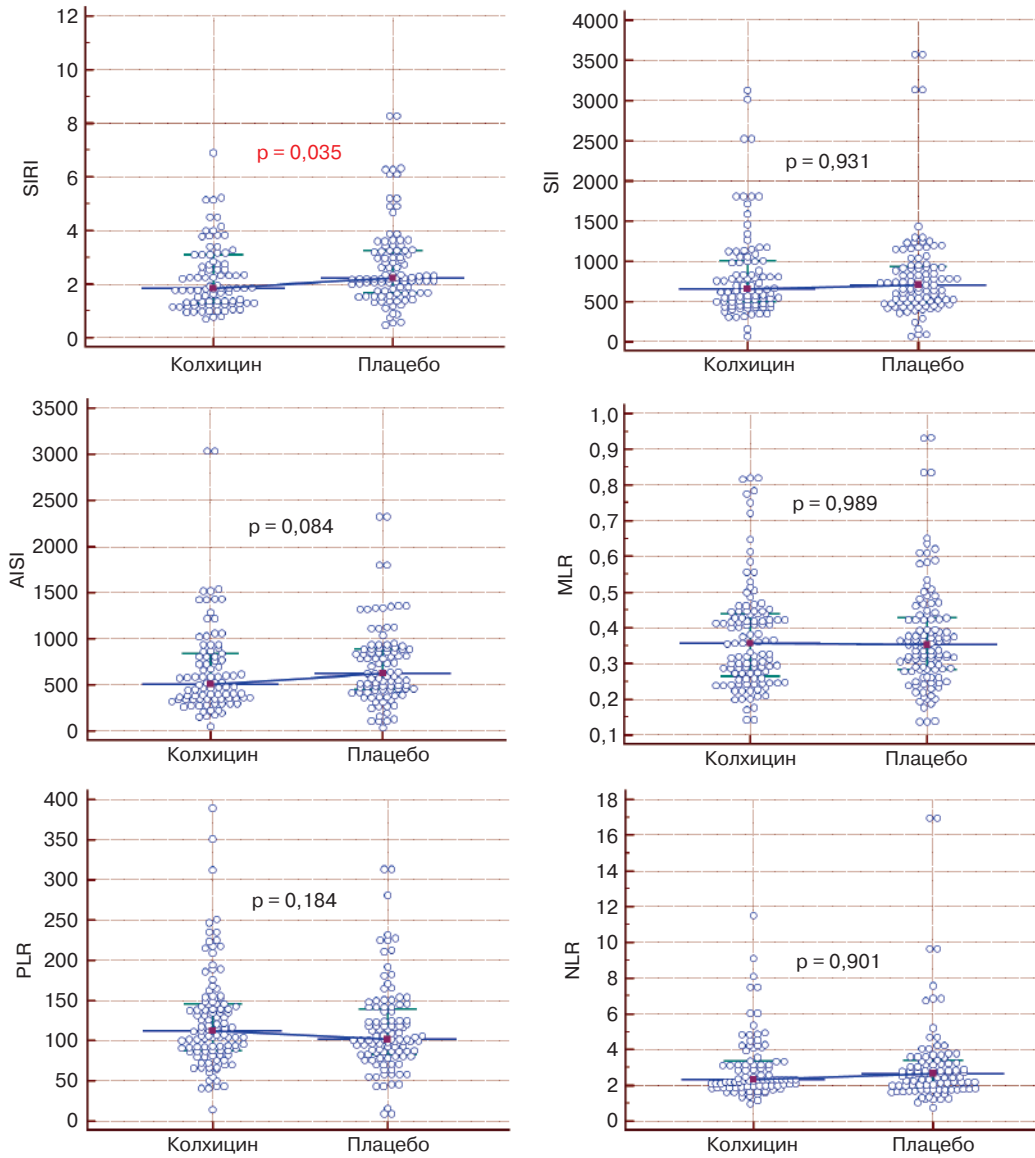 12
10
8
6
4
2
0
SIRI
p = 0,035
Колхицин Плацебо
4000
3500
3000
2500
2000
1500
1000
500
0
SII
p = 0,931
Колхицин Плацебо
3500
3000
2500
2000
1500
1000
500
0
AISI
p = 0,084
Колхицин Плацебо
1,0
0,9
0,8
0,7
0,6
0,5
0,4
0,3
0,2
0,1
MLR
p = 0,989
Колхицин Плацебо
400
350
300
250
200
150
100
50
0
PLR
p = 0,184
Колхицин Плацебо
18
16
14
12
10
8
6
4
2
0
NLR
p = 0,901
Колхицин Плацебо